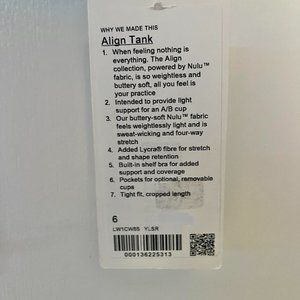 WHY WE MADE THIS
Align Tank
1. When feeling nothing is
everything. The Align
collection, powered by Nulu™
fabric, is so weightless and
buttery soft, all you feel is
your practice
2. Intended to provide light
support for an A/B cup
3. Our buttery-soft Nulu™ fabric
feels weightlessly light and is
sweat-wicking and four-way
stretch
4. Added Lycra® fibre for stretch
and shape retention
5. Built-in shelf bra for added
support and coverage
6. Pockets for optional, removable
cups
7. Tight fit, cropped length
6
LW1CW8S YLSR
000136225313